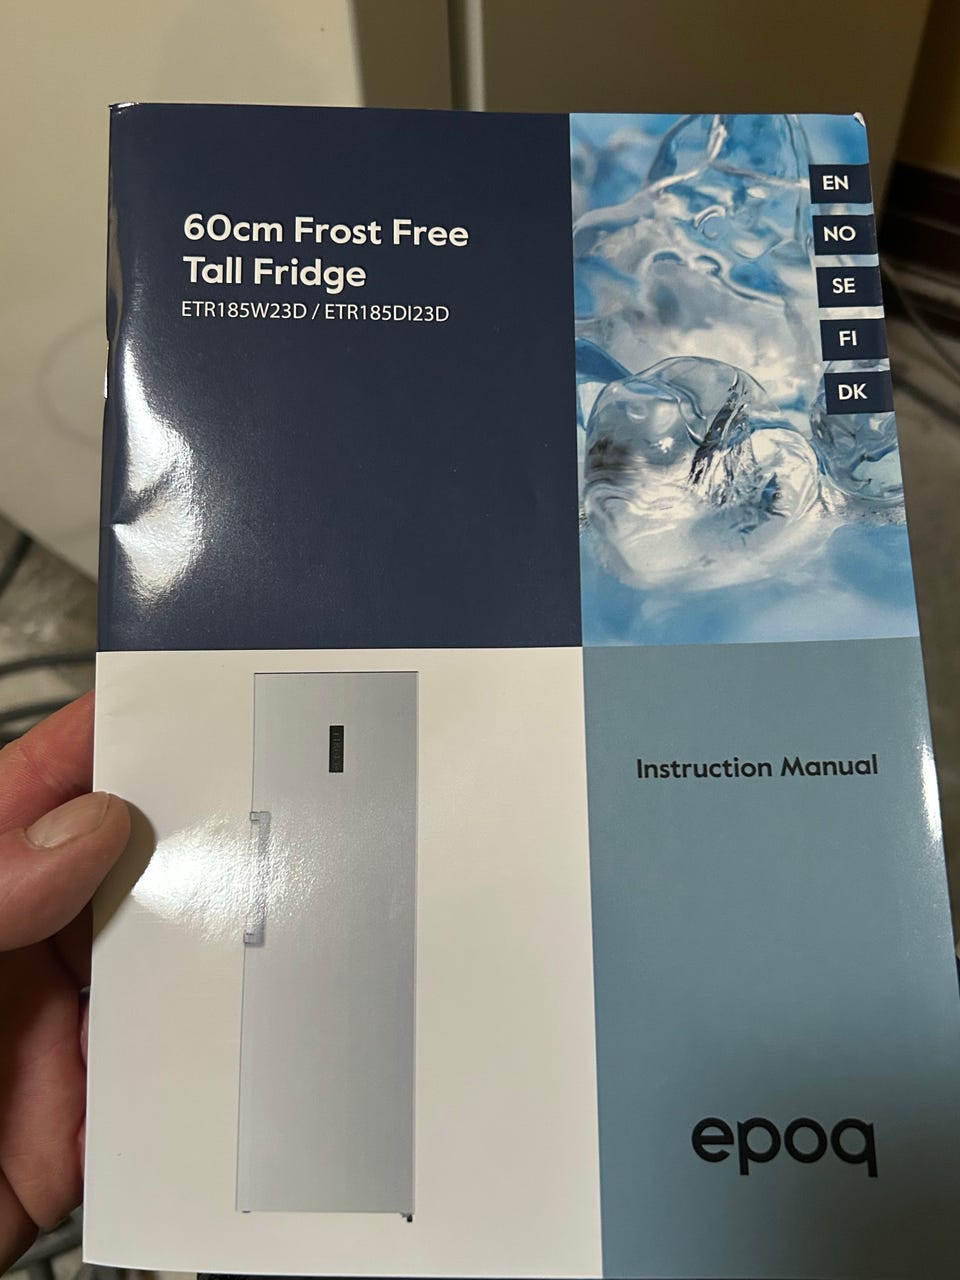 60cm Frost Free
Tall Fridge
ETR185W23D / ETR185DI23D
EN
NO
SE
FI
DK
Instruction Manual
epoq